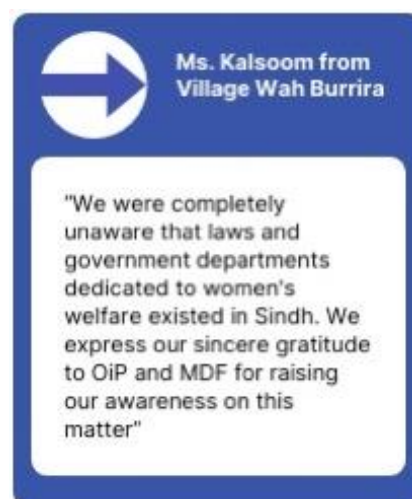 Ms. Kalsoom from
Village Wah Burrira
"We were completely
unaware that laws and
government departments
dedicated to women's
welfare existed in Sindh. We
express our sincere gratitude
to OiP and MDF for raising
our awareness on this
matter"